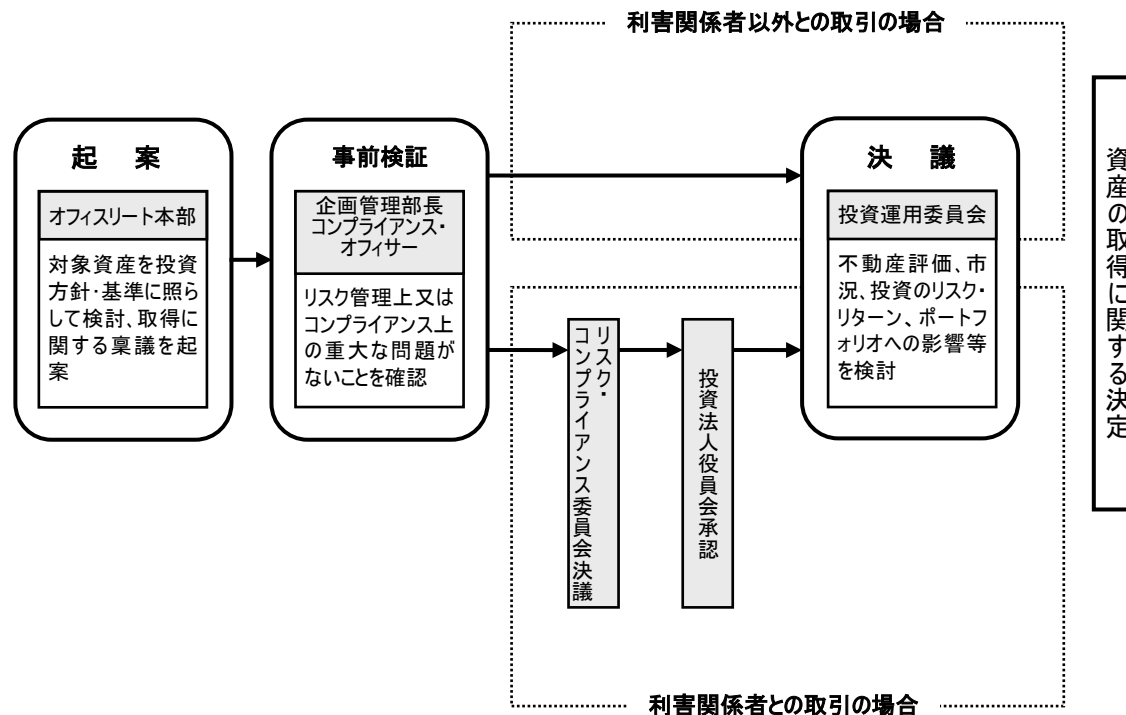 利害関係者以外との取引の場合
起 案
オフィスリート本部
対象資産を投資
方針・基準に照ら
して検討、取得に
関する稟議を起
案
事前検証
企画管理部長
コンプライアンス・
オフィサー
リスク管理上又は
コンプライアンス上
の重大な問題が
ないことを確認
リスク・
コンプライアンス委員会決議
投資法人役員会承認
決 議
投資運用委員会
不動産評価、市
況、投資のリスク・
リターン、ポートフ
ォリオへの影響等
を検討
資産の取得に関する決定
利害関係者との取引の場合